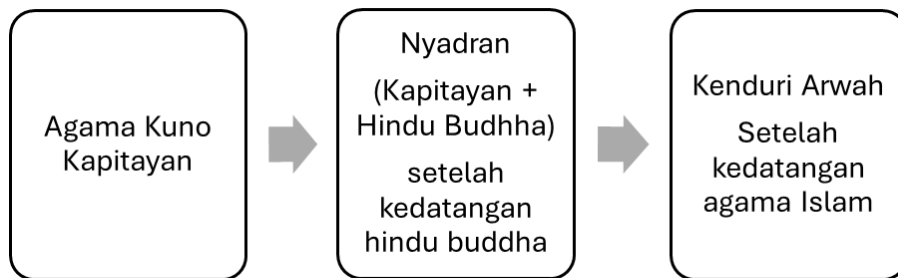 Agama Kuno
Kapitayan
Nyadran
(Kapitayan +
Hindu Budhha)
setelah
kedatangan
hindu buddha
Kenduri Arwah
Setelah
kedatangan
agama Islam